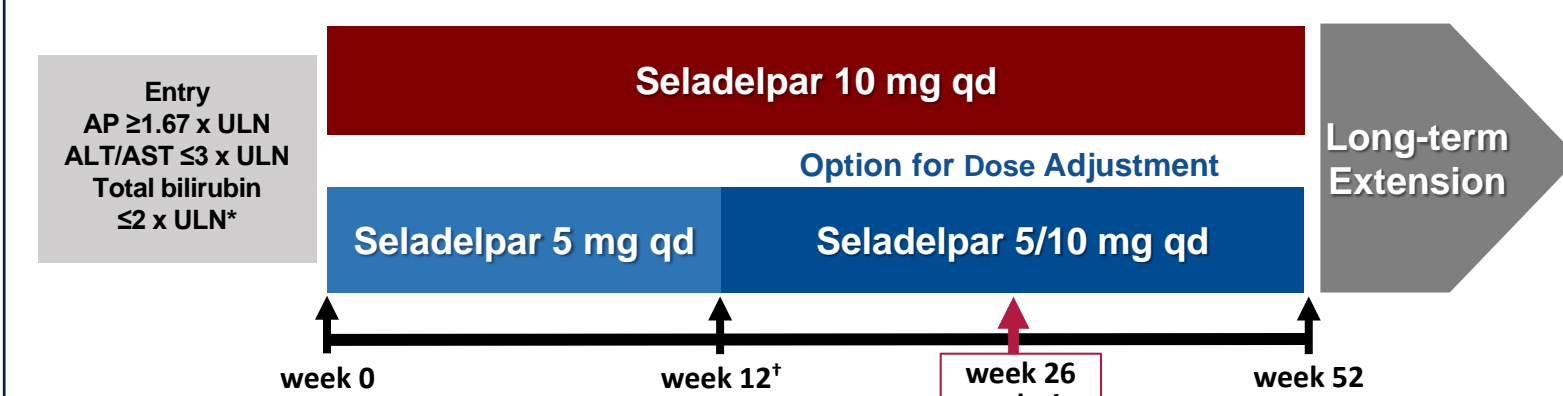 Seladelpar 10 mg qd
Entry
AP ≥1.67 x ULN
ALT/AST ≤3 x ULN
Total bilirubin
≤2 x ULN*
Option for Dose Adjustment
Seladelpar 5 mg qd
Seladelpar 5/10 mg qd
Long-term
Extension
week 0
week 12†
week 26
week 52